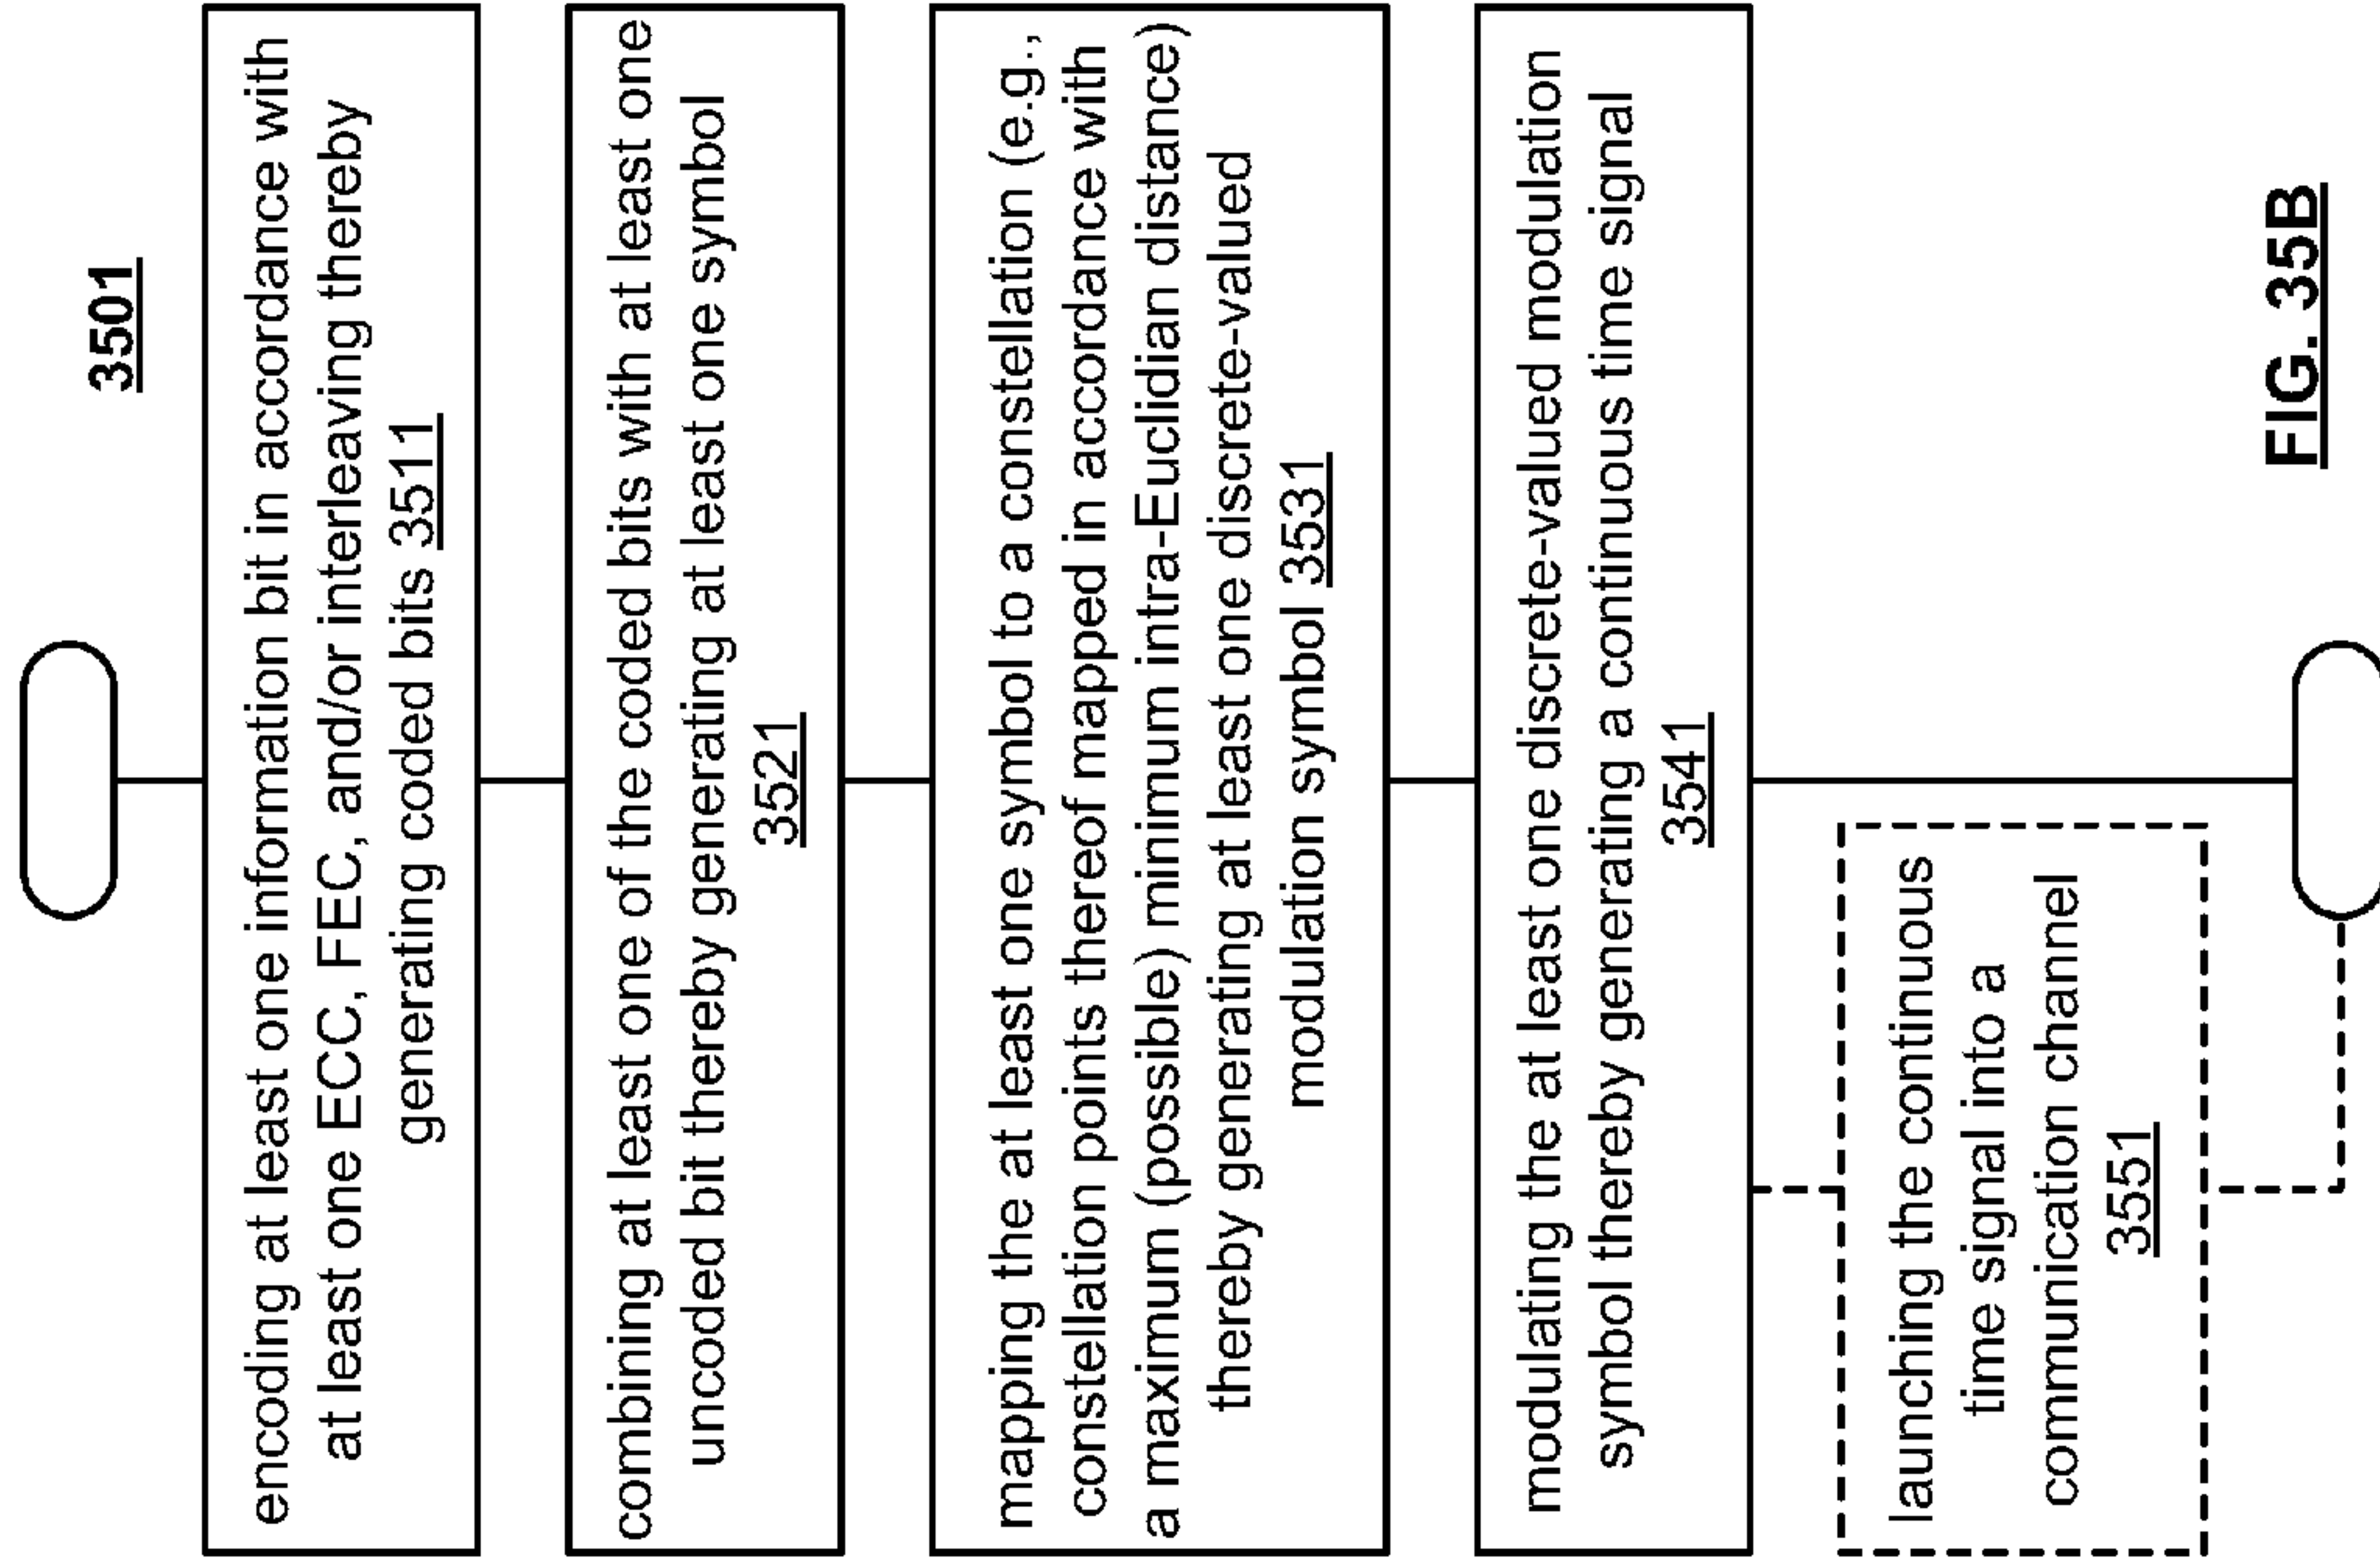 3501
encoding at least one information bit in accordance with
at least one ECC, FEC, and/or interleaving thereby
generating coded bits 3511
combining at least one of the coded bits with at least one
uncoded bit thereby generating at least one symbol
3521
mapping the at least one symbol to a constellation (e.g.,
constellation points thereof mapped in accordance with
a maximum (possible) minimum intra-Euclidian distance)
thereby generating at least one discrete-valued
modulation symbol 3531
modulating the at least one discrete-valued modulation
symbol thereby generating a continuous time signal
3541
launching the continuous
time signal into a
communication channel
3551
FIG. 35B